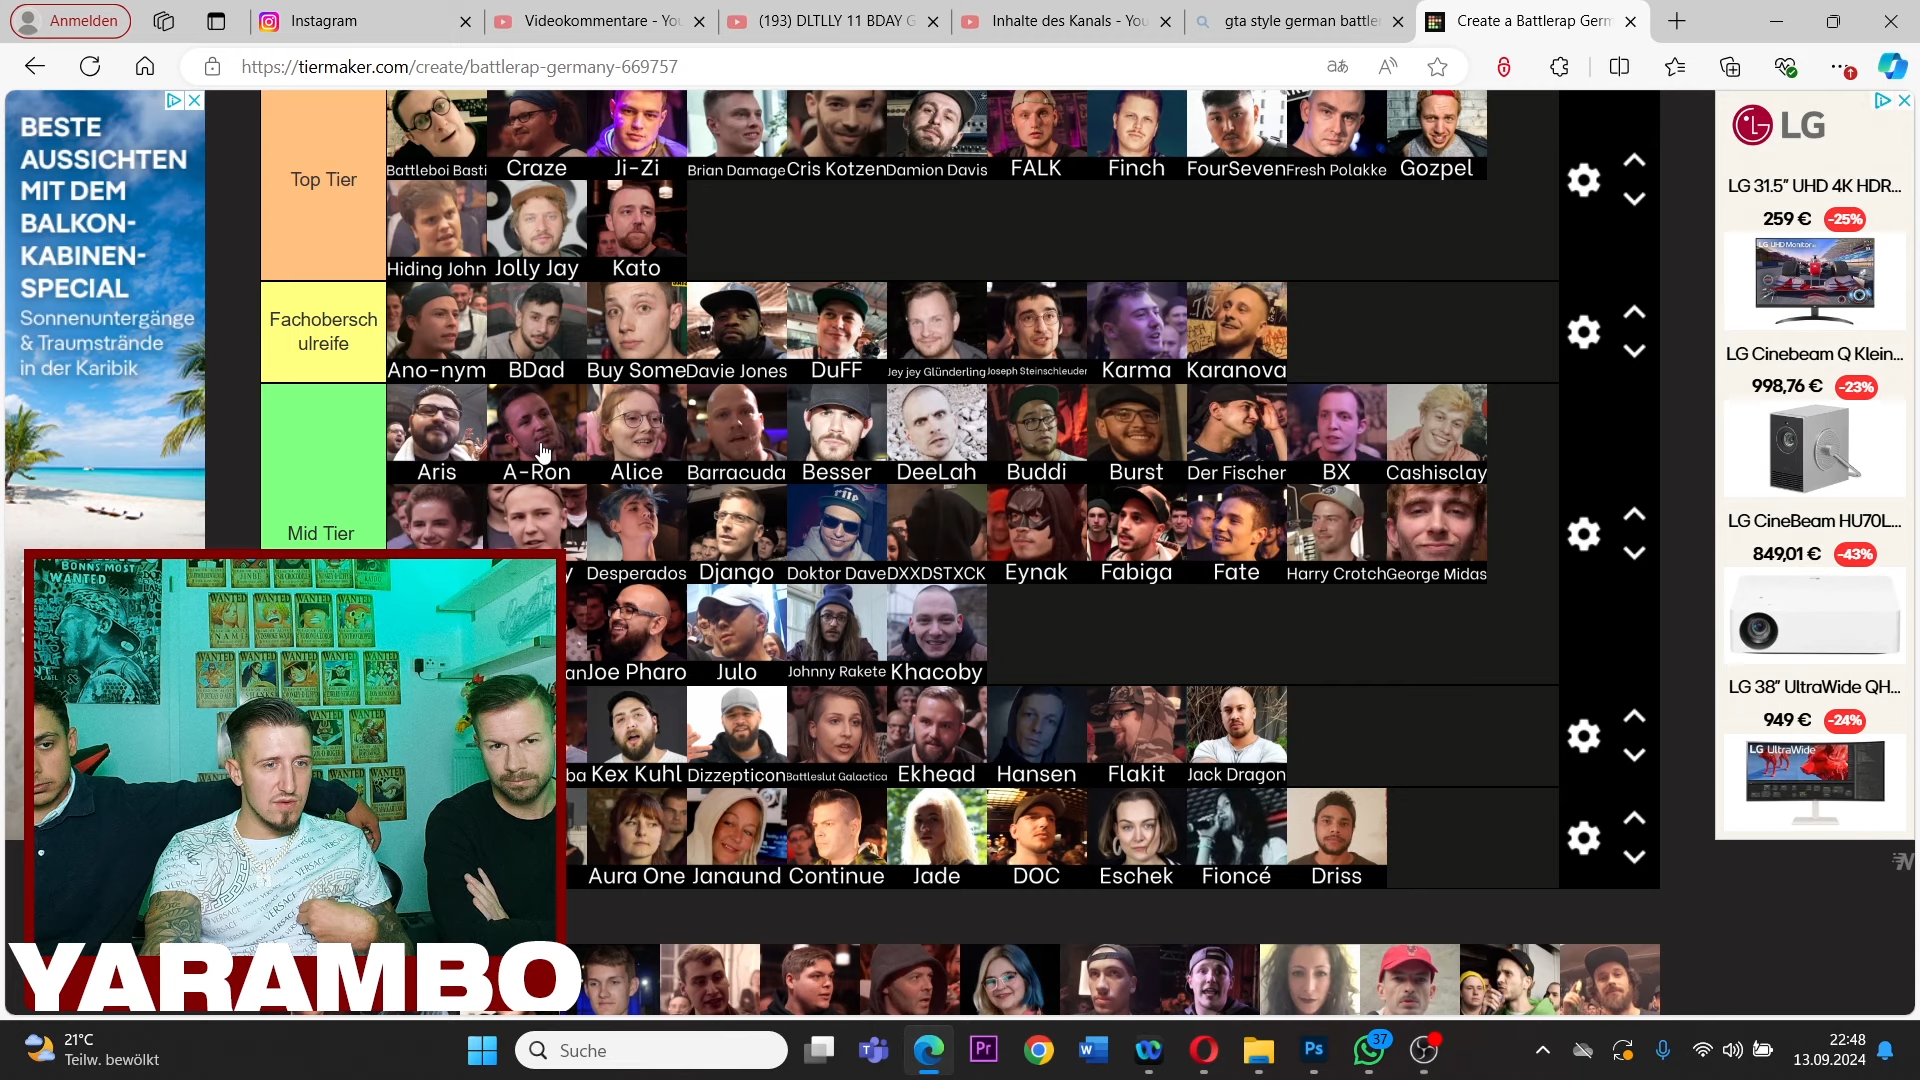 Anmelden
Instagram
Videokommentare - You
(193) DLTLLY 11 BDAY G
Inhalte des Kanals - You
gta style german battler
Create a Battlerap Germ
https://tiermaker.com/create/battlerap-germany-669757
BESTE
AUSSICHTEN
MIT DEM
BALKON-
KABINEN-
SPECIAL
Sonnenuntergänge
& Traumstrände
in der Karibik
Top Tier
Battleboi Basti Craze Ji-Zi Brian Damage Cris Kotzen Damion Davis FALK Finch FourSeven Fresh Polakke Gozpel
Hiding John Jolly Jay Kato
Fachobersch
ulreife
Ano-nym BDad Buy Some Davie Jones DuFF Jey jey Glünderling Joseph Steinschleuder Karma Karanova
Mid Tier
Aris A-Ron Alice Barracuda Besser DeeLah Buddi Burst Der Fischer BX Cashisclay
y Desperados Django Doktor Dave DXXDSTXCK Eynak Fabiga Fate Harry Crotch George Midas
an Joe Pharo Julo Johnny Rakete Khacoby
ba Kex Kuhl Dizzepticon Battleslut Galactica Ekhead Hansen Flakit Jack Dragon
Aura One Janaund Continue Jade DOC Eschek Fioncé Driss
BONNS MOST
WANTED
YARAMBO
LG
LG 31.5” UHD 4K HDR...
259 € -25%
LG Cinebeam Q Klein...
998,76 € -23%
LG CineBeam HU70L...
849,01 € -43%
LG 38” UltraWide QH...
949 € -24%
LG UltraWide
21°C
Teilw. bewölkt
Suche
37
22:48
13.09.2024